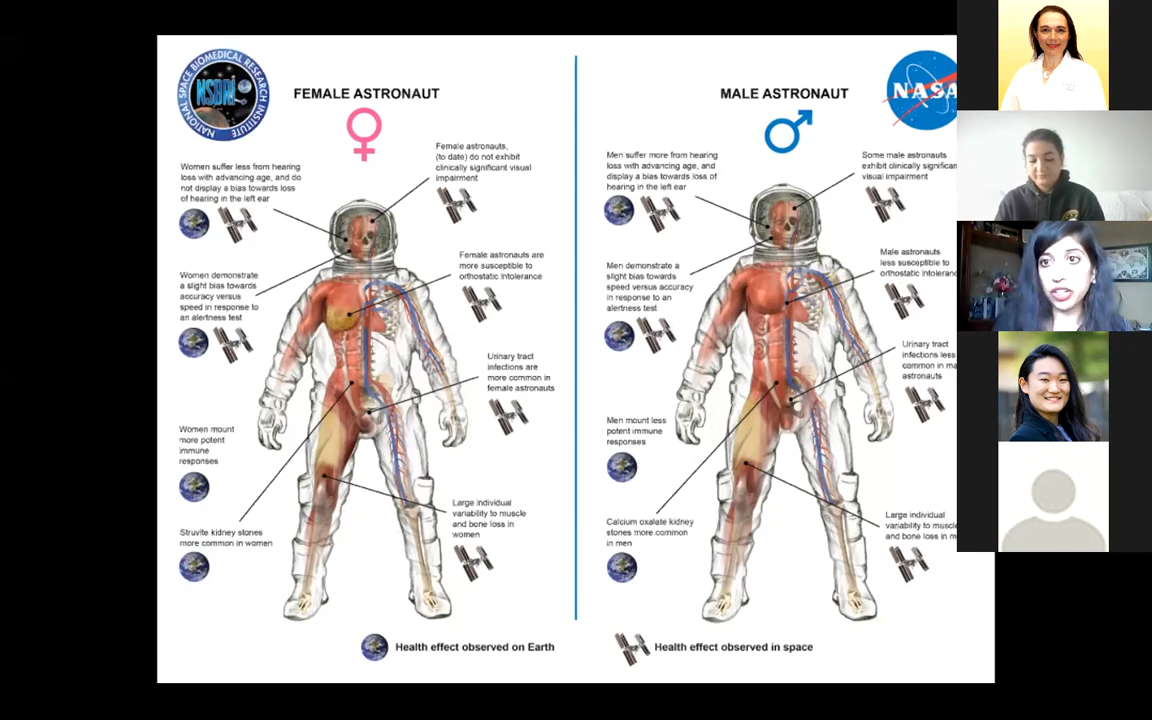 NATIONAL SPACE BIOMEDICAL RESEARCH INSTITUTE
NSBRI
FEMALE ASTRONAUT
Women suffer less from hearing
loss with advancing age, and do
not display a bias towards loss
of hearing in the left ear
Female astronauts,
(to date) do not exhibit
clinically significant visual
impairment
Women demonstrate
a slight bias towards
accuracy versus
speed in response to
an alertness test
Female astronauts are
more susceptible to
orthostatic intolerance
Urinary tract
infections are
more common in
female astronauts
Women mount
more potent
immune
responses
Struvite kidney stones
more common in women
Large individual
variability to muscle
and bone loss in
women
MALE ASTRONAUT
NASA
Men suffer more from hearing
loss with advancing age, and
display a bias towards loss of
hearing in the left ear
Some male astronauts
exhibit clinically significan
visual impairment
Men demonstrate a
slight bias towards
speed versus accuracy
in response to an
alertness test
Male astronauts
less susceptible to
orthostatic intoleranc
Urinary tract
infections less
common in ma
astronauts
Men mount less
potent immune
responses
Calcium oxalate kidney
stones more common
in men
Large individual
variability to muscle
and bone loss in m
Health effect observed on Earth
Health effect observed in space